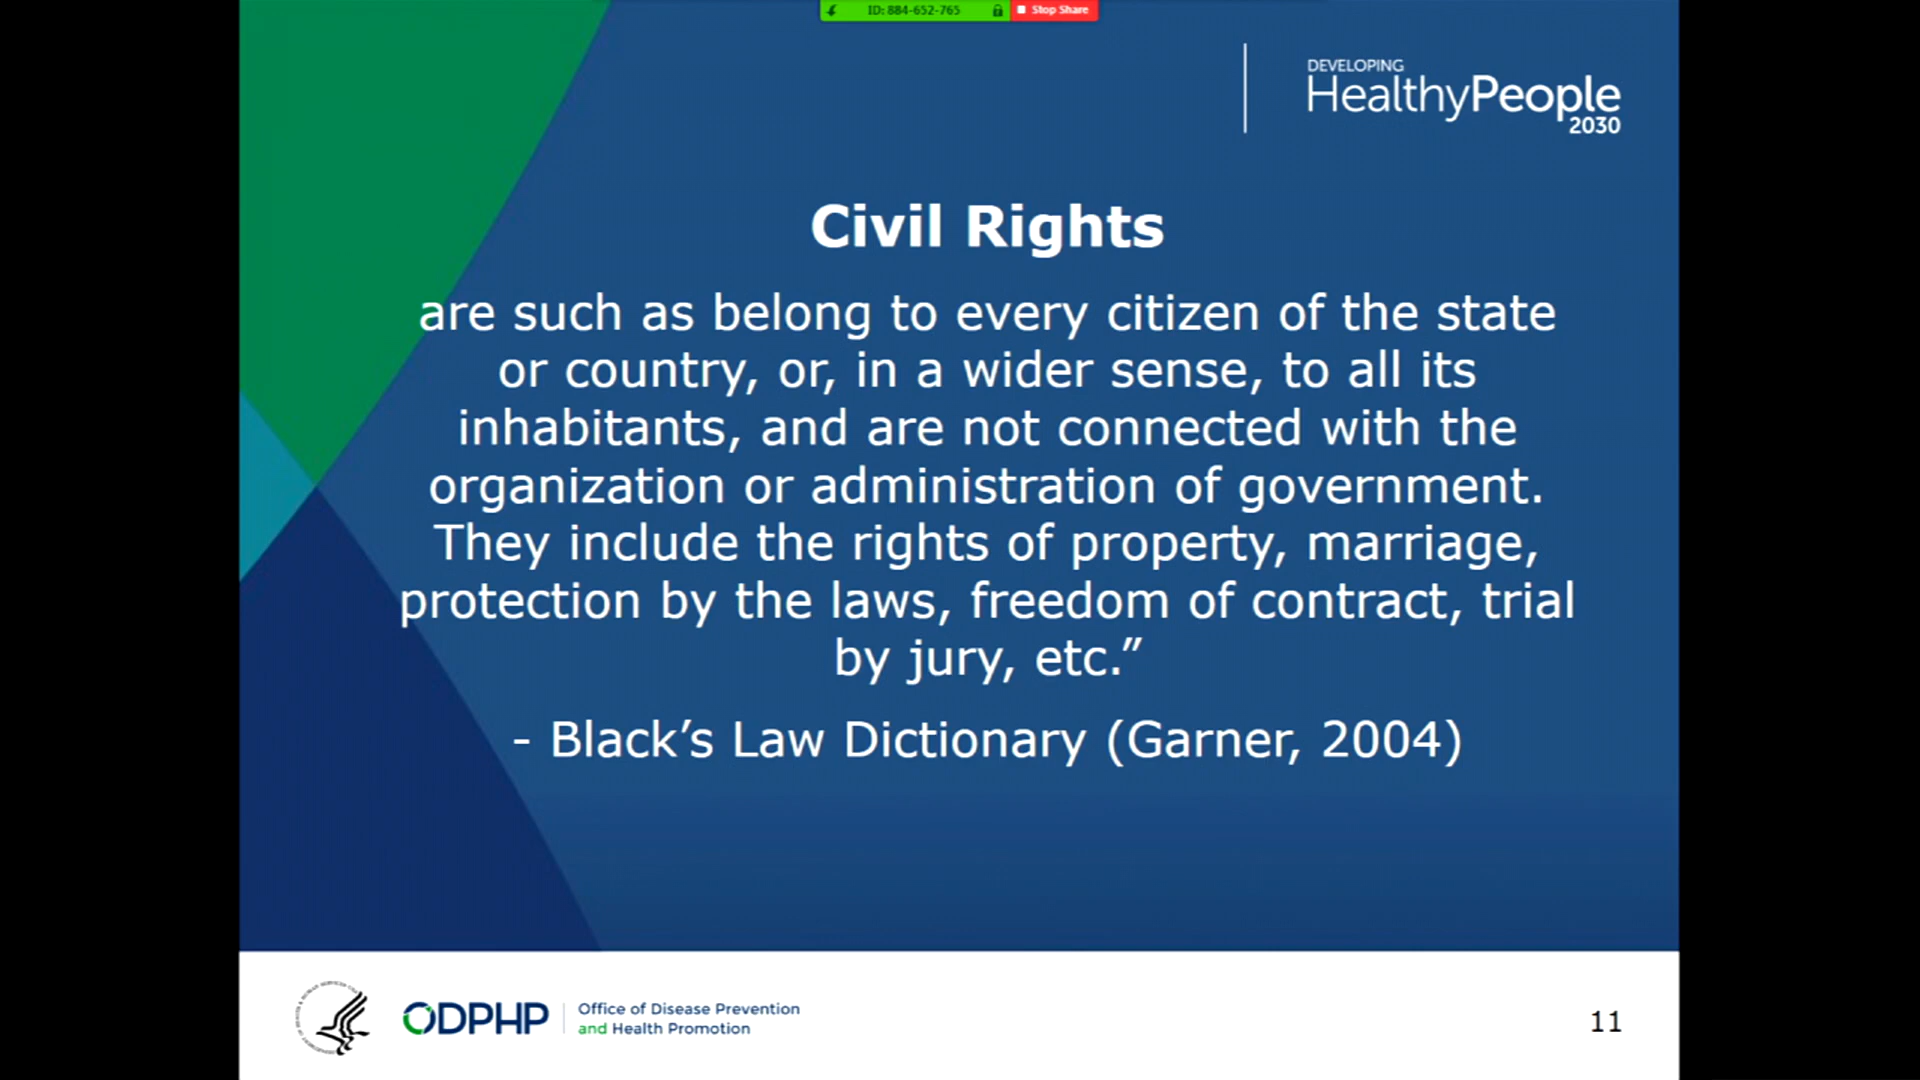 ID: 884-652-765
Stop Share
DEVELOPING
HealthyPeople
2030
Civil Rights
are such as belong to every citizen of the state
or country, or, in a wider sense, to all its
inhabitants, and are not connected with the
organization or administration of government.
They include the rights of property, marriage,
protection by the laws, freedom of contract, trial
by jury, etc.”
- Black’s Law Dictionary (Garner, 2004)
ODPHP
Office of Disease Prevention
and Health Promotion
11